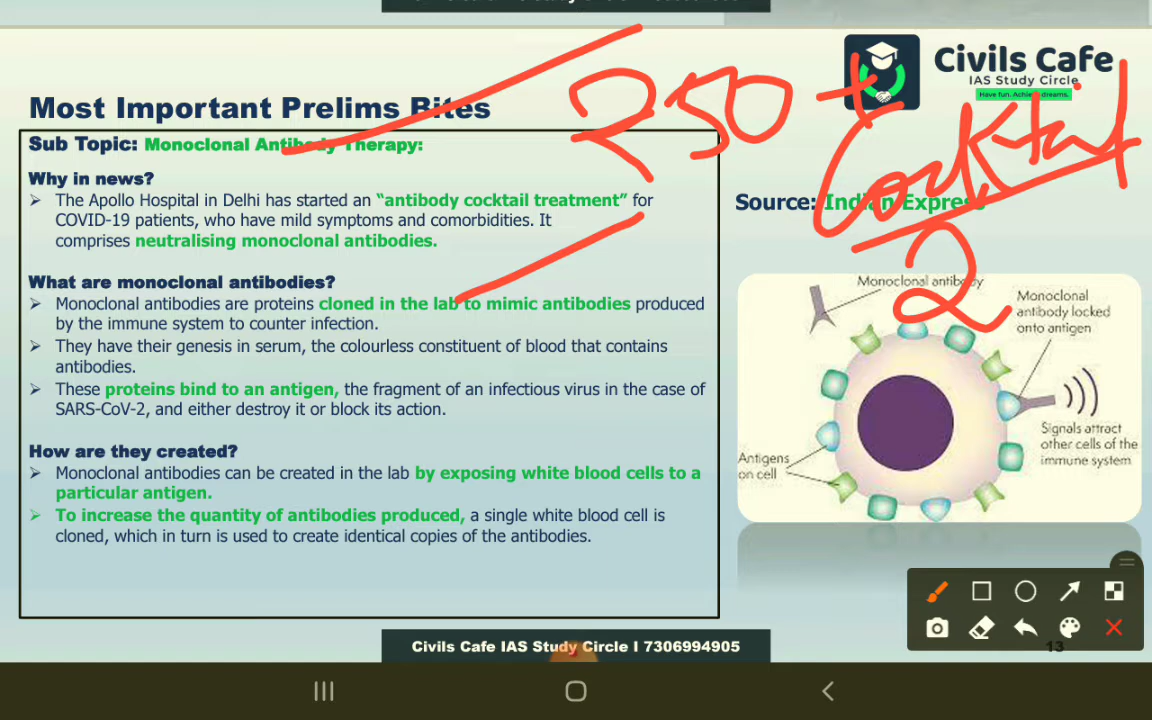 Civils Cafe
IAS Study Circle
Have fun. Achieve dreams.
Most Important Prelims Bites
250 +
Cocktail
2
Sub Topic: Monoclonal Antibody Therapy:
Why in news?
The Apollo Hospital in Delhi has started an “antibody cocktail treatment” for
COVID-19 patients, who have mild symptoms and comorbidities. It
comprises neutralising monoclonal antibodies.
What are monoclonal antibodies?
Monoclonal antibodies are proteins cloned in the lab to mimic antibodies produced
by the immune system to counter infection.
They have their genesis in serum, the colourless constituent of blood that contains
antibodies.
These proteins bind to an antigen, the fragment of an infectious virus in the case of
SARS-CoV-2, and either destroy it or block its action.
How are they created?
Monoclonal antibodies can be created in the lab by exposing white blood cells to a
particular antigen.
To increase the quantity of antibodies produced, a single white blood cell is
cloned, which in turn is used to create identical copies of the antibodies.
Source: Indian Express
Monoclonal antibody
Monoclonal
antibody locked
onto antigen
Signals attract
other cells of the
immune system
Antigens
on cell
13
Civils Cafe IAS Study Circle I 7306994905